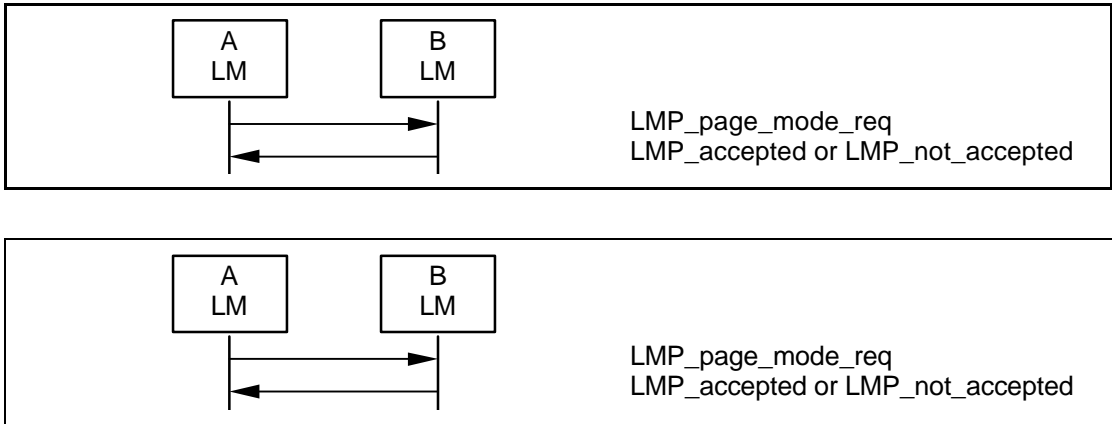 A B
LM LM
LMP_page_mode_req
LMP_accepted or LMP_not_accepted
A B
LM LM
LMP_page_mode_req
LMP_accepted or LMP_not_accepted